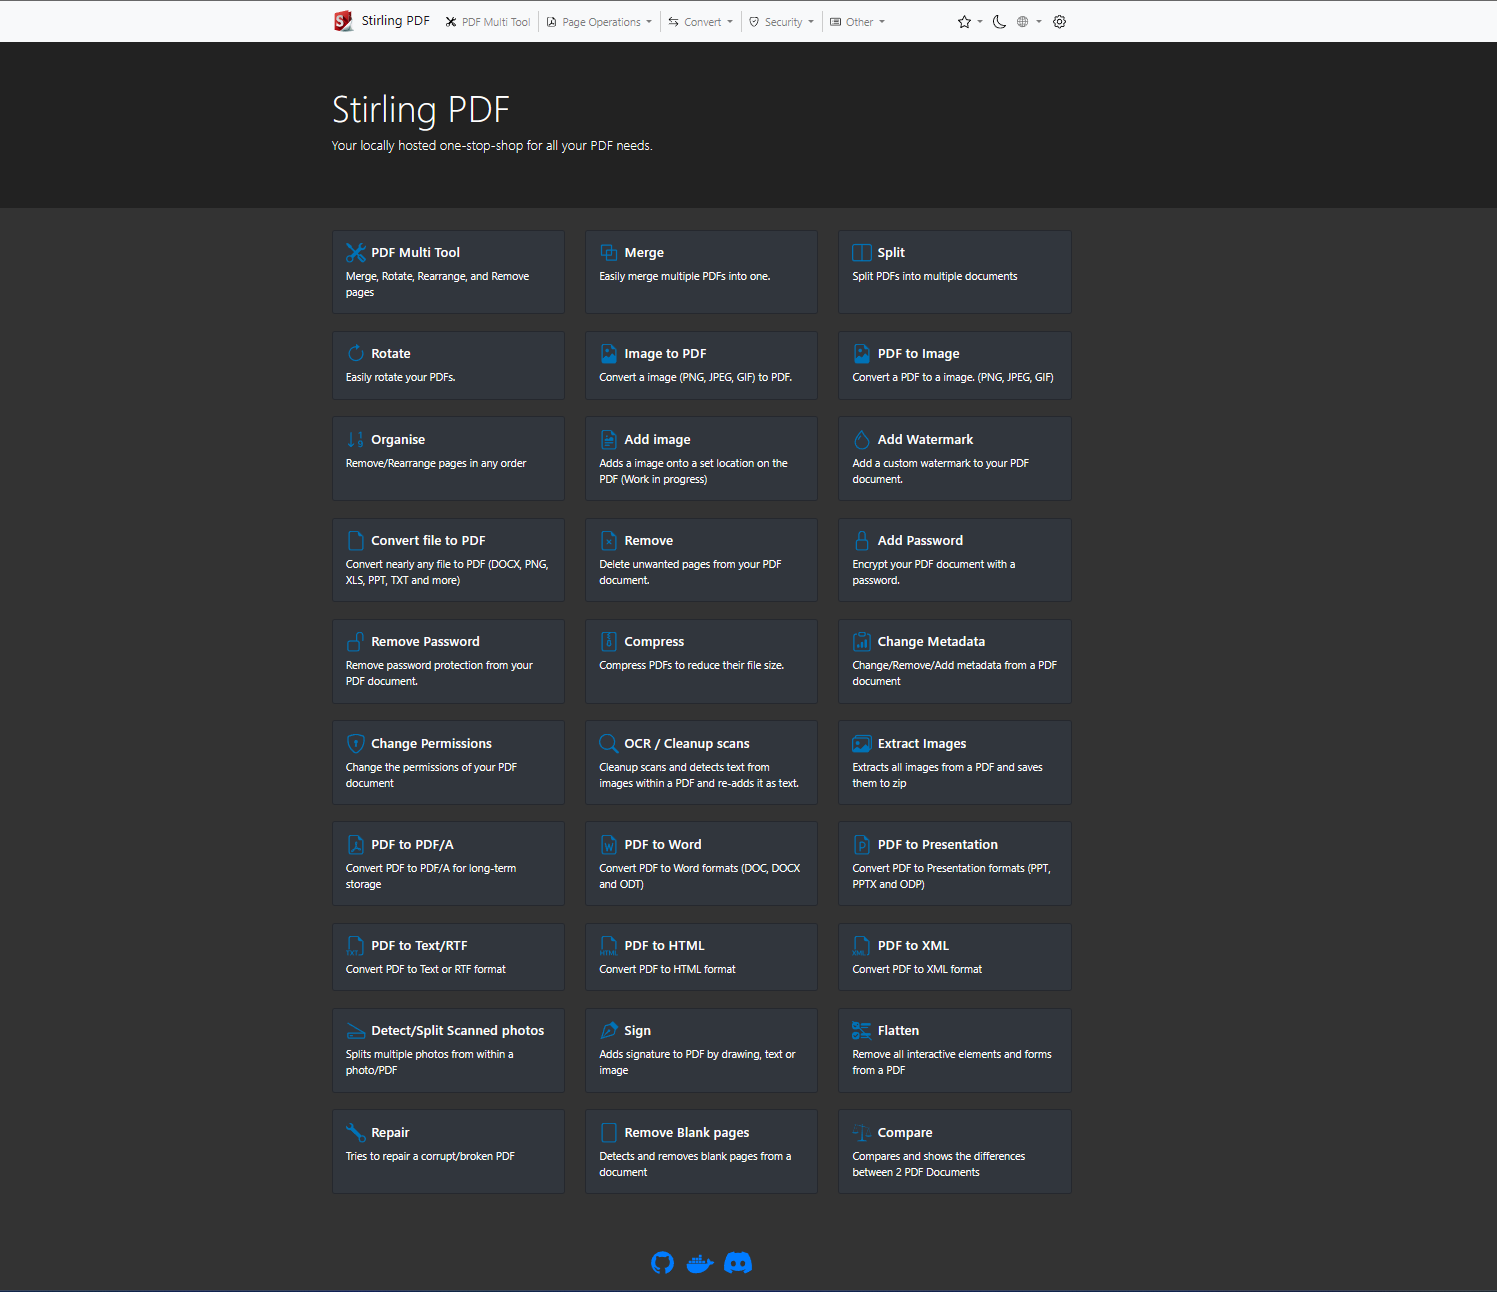 Stirling PDF
PDF Multi Tool
Page Operations
Convert
Security
Other
Stirling PDF
Your locally hosted one-stop-shop for all your PDF needs.
PDF Multi Tool
Merge, Rotate, Rearrange, and Remove
pages
Merge
Easily merge multiple PDFs into one.
Split
Split PDFs into multiple documents
Rotate
Easily rotate your PDFs.
Image to PDF
Convert a image (PNG, JPEG, GIF) to PDF.
PDF to Image
Convert a PDF to a image. (PNG, JPEG, GIF)
1
9
Organise
Remove/Rearrange pages in any order
Add image
Adds a image onto a set location on the
PDF (Work in progress)
Add Watermark
Add a custom watermark to your PDF
document.
Convert file to PDF
Convert nearly any file to PDF (DOCX, PNG,
XLS, PPT, TXT and more)
Remove
Delete unwanted pages from your PDF
document.
Add Password
Encrypt your PDF document with a
password.
Remove Password
Remove password protection from your
PDF document.
Compress
Compress PDFs to reduce their file size.
Change Metadata
Change/Remove/Add metadata from a PDF
document
Change Permissions
Change the permissions of your PDF
document
OCR / Cleanup scans
Cleanup scans and detects text from
images within a PDF and re-adds it as text.
Extract Images
Extracts all images from a PDF and saves
them to zip
PDF to PDF/A
Convert PDF to PDF/A for long-term
storage
W
PDF to Word
Convert PDF to Word formats (DOC, DOCX
and ODT)
P
PDF to Presentation
Convert PDF to Presentation formats (PPT,
PPTX and ODP)
TXT
PDF to Text/RTF
Convert PDF to Text or RTF format
HTML
PDF to HTML
Convert PDF to HTML format
XML
PDF to XML
Convert PDF to XML format
Detect/Split Scanned photos
Splits multiple photos from within a
photo/PDF
Sign
Adds signature to PDF by drawing, text or
image
Flatten
Remove all interactive elements and forms
from a PDF
Repair
Tries to repair a corrupt/broken PDF
Remove Blank pages
Detects and removes blank pages from a
document
Compare
Compares and shows the differences
between 2 PDF Documents